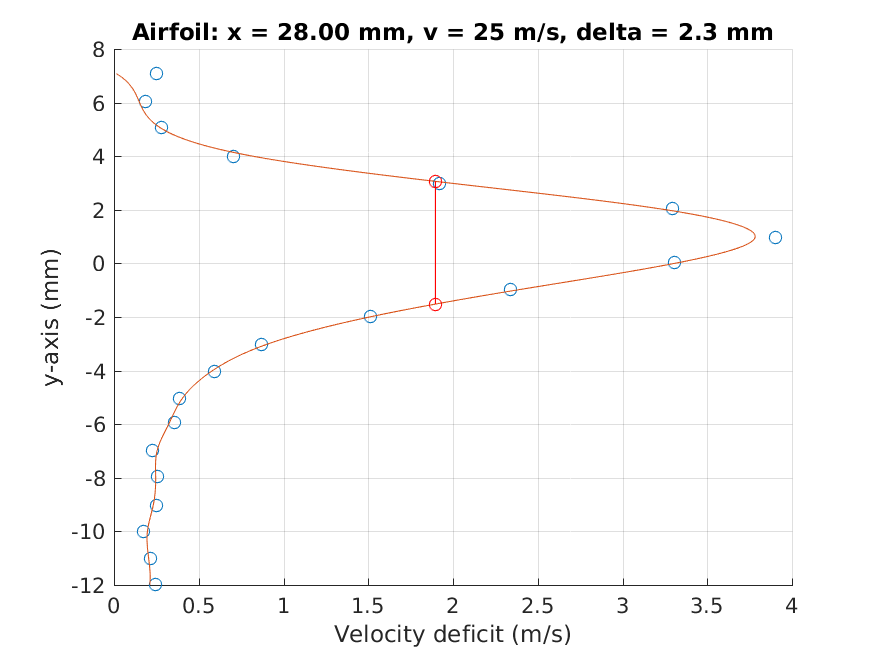 Airfoil: x = 28.00 mm, v = 25 m/s, delta = 2.3 mm
8
6
4
2
0
-2
-4
-6
-8
-10
-12
y-axis (mm)
0 0.5 1 1.5 2 2.5 3 3.5 4
Velocity deficit (m/s)